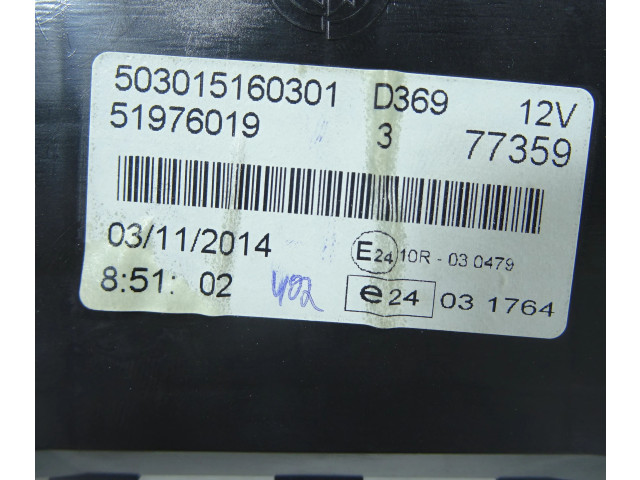 503015160301 D369 12V
51976019 3 77359
03/11/2014 E24 10R - 03 0479
8:51: 02 402 e24 03 1764